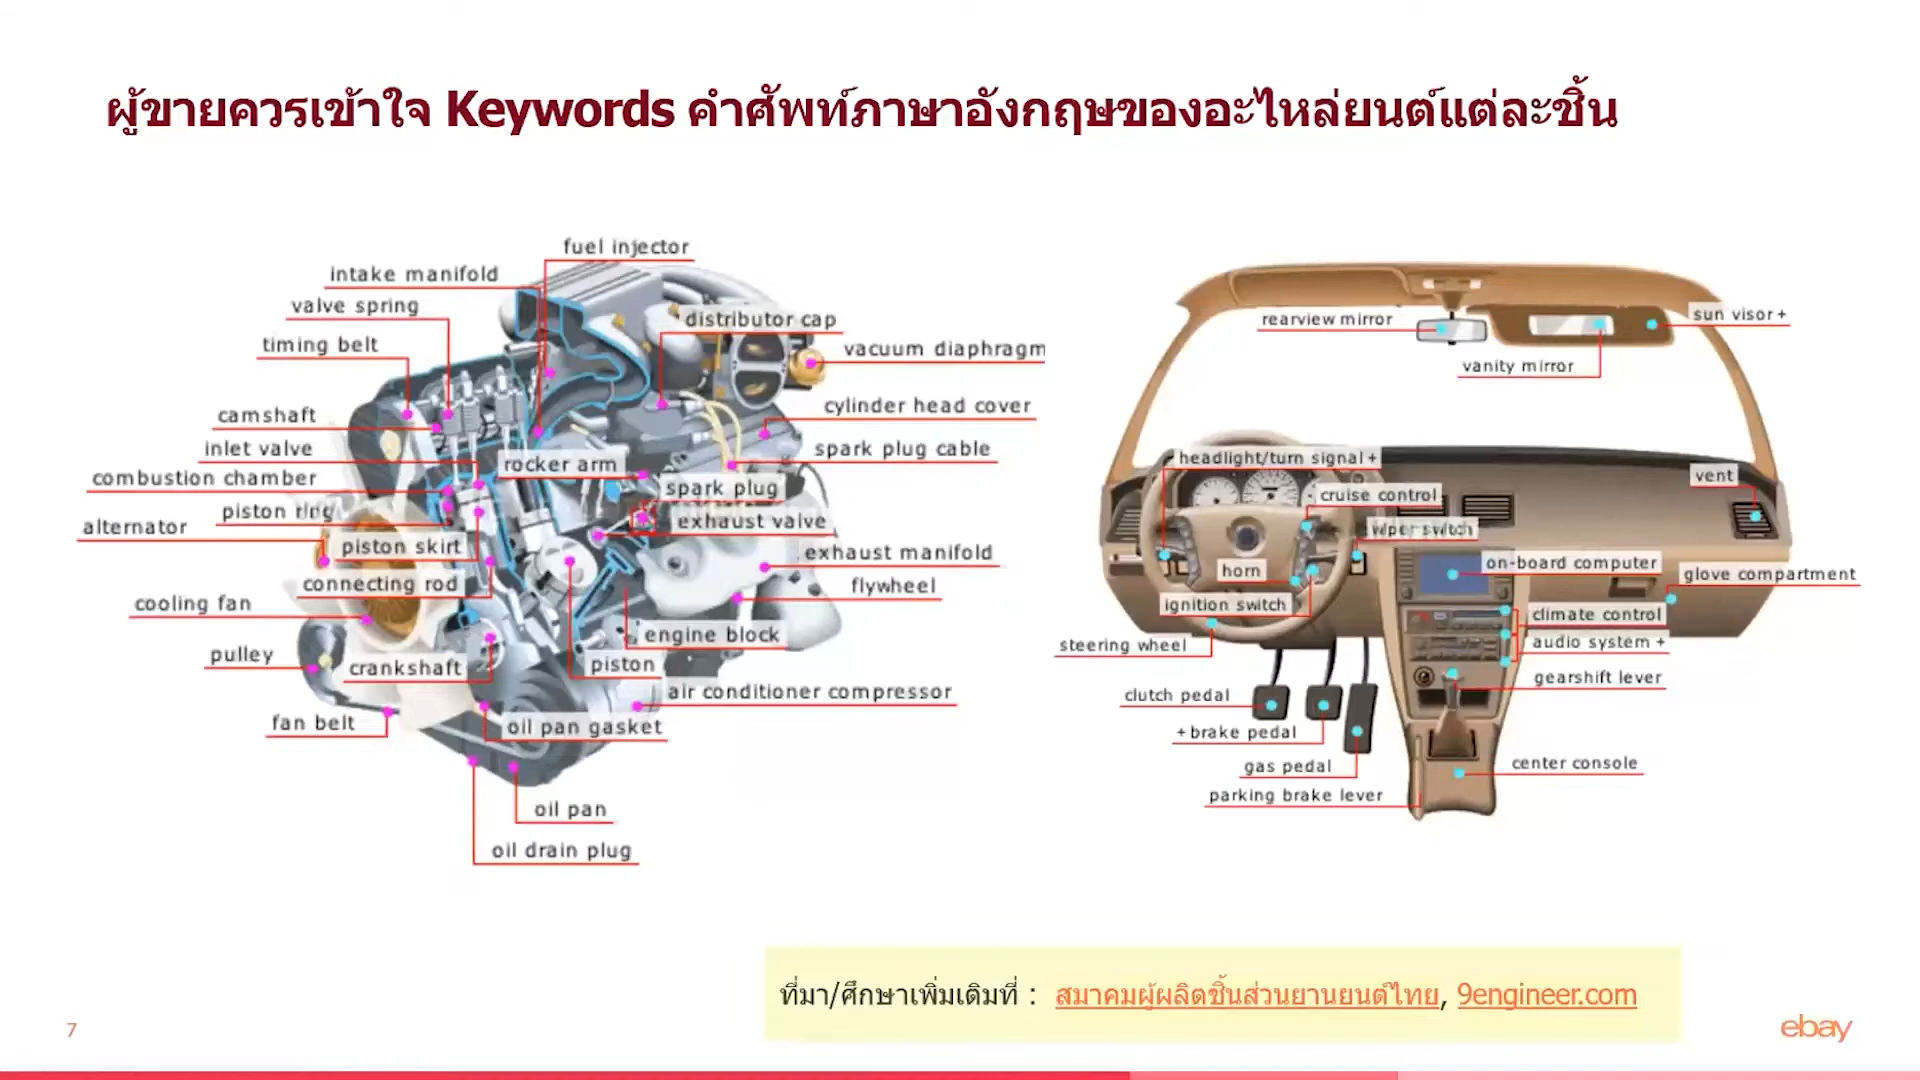 ผู้ขายควรเข้าใจ Keywords คำศัพท์ภาษาอังกฤษของอะไหล่ยนต์แต่ละชิ้น
fuel injector
intake manifold
valve spring
timing belt
distributor cap
vacuum diaphragm
camshaft
cylinder head cover
inlet valve
rocker arm
spark plug cable
combustion chamber
spark plug
piston ring
alternator
exhaust valve
piston skirt
exhaust manifold
connecting rod
flywheel
cooling fan
engine block
pulley
crankshaft
piston
air conditioner compressor
fan belt
oil pan gasket
oil pan
oil drain plug
rearview mirror
sun visor +
vanity mirror
headlight/turn signal +
cruise control
vent
wiper switch
horn
on-board computer
glove compartment
ignition switch
climate control
steering wheel
audio system +
gearshift lever
clutch pedal
+ brake pedal
gas pedal
center console
parking brake lever
ที่มา/ศึกษาเพิ่มเติมที่ : สมาคมผู้ผลิตชิ้นส่วนยานยนต์ไทย, 9engineer.com
7
ebay